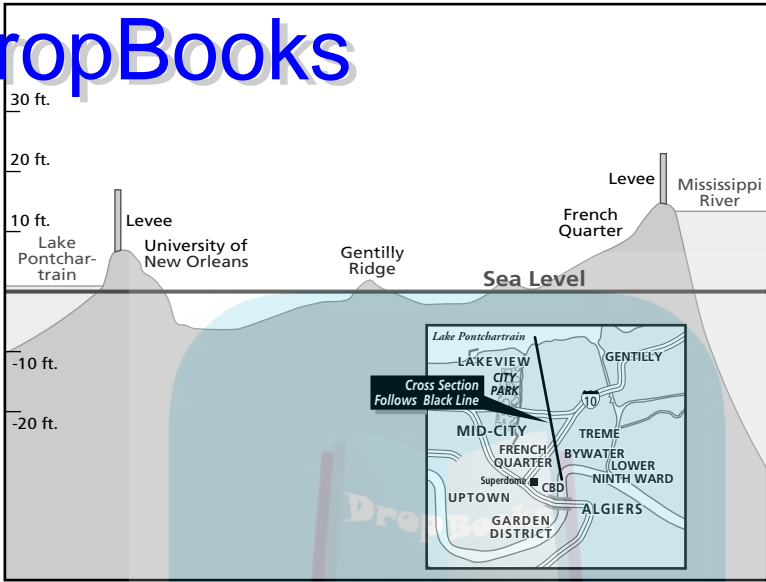 ropBooks
30 ft.
20 ft.
10 ft.
-10 ft.
-20 ft.
Lake
Pontchar-
train
Levee
University of
New Orleans
Gentilly
Ridge
Sea Level
French
Quarter
Levee
Mississippi
River
Lake Pontchartrain
LAKEVIEW
GENTILLY
CITY
PARK
Cross Section
Follows Black Line
10
MID-CITY
TREME
FRENCH
QUARTER
BYWATER
LOWER
NINTH WARD
Superdome
CBD
UPTOWN
ALGIERS
GARDEN
DISTRICT
DropBooks